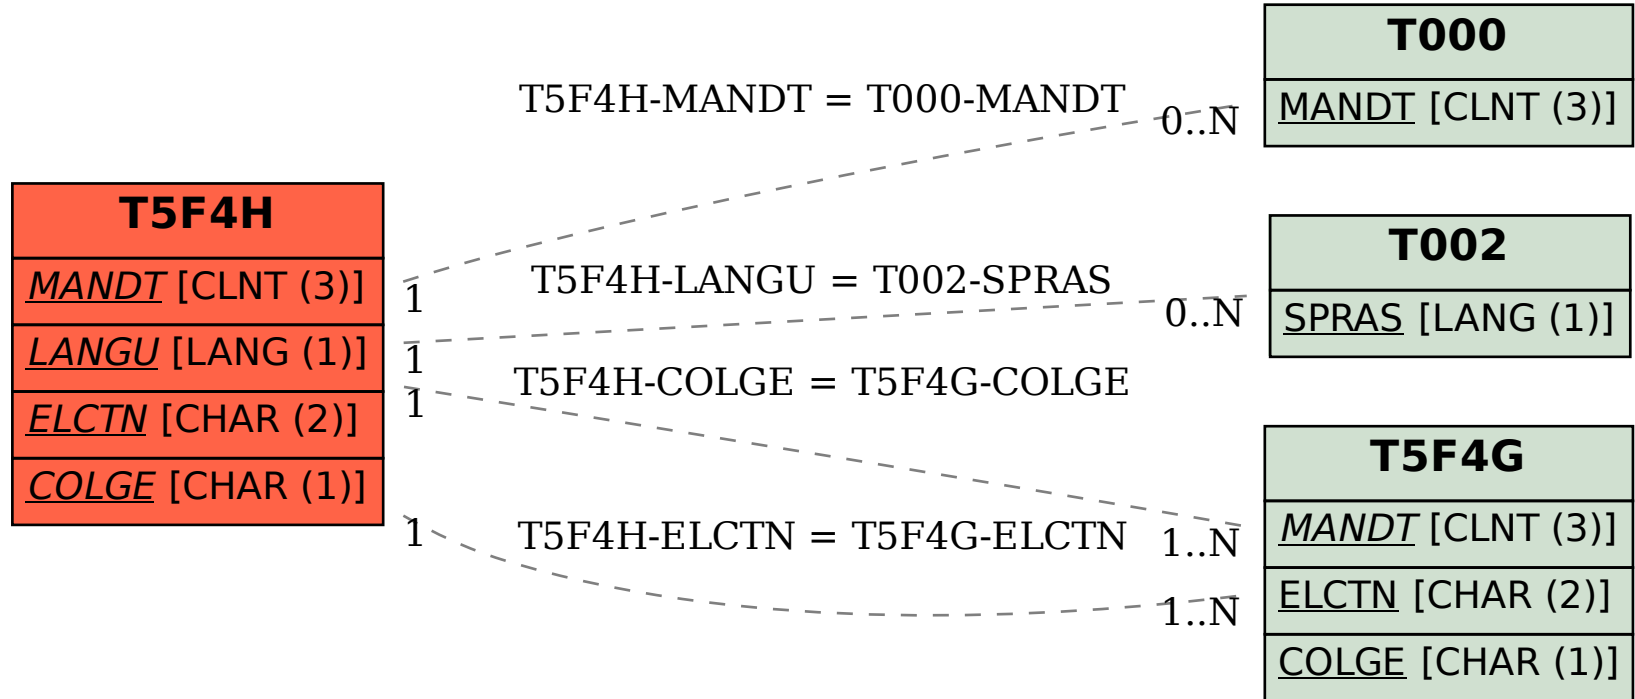 T5F4H
MANDT [CLNT (3)]
LANGU [LANG (1)]
ELCTN [CHAR (2)]
COLGE [CHAR (1)]
T5F4H-MANDT = T000-MANDT
1
0..N
T000
MANDT [CLNT (3)]
T5F4H-LANGU = T002-SPRAS
1
0..N
T002
SPRAS [LANG (1)]
T5F4H-COLGE = T5F4G-COLGE
1
1..N
T5F4H-ELCTN = T5F4G-ELCTN
1
1..N
T5F4G
MANDT [CLNT (3)]
ELCTN [CHAR (2)]
COLGE [CHAR (1)]